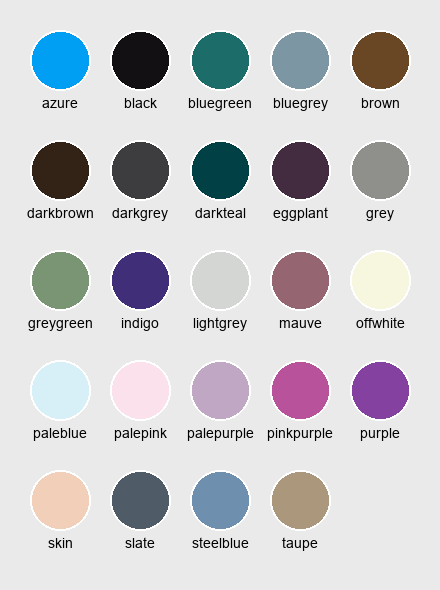 azure black bluegreen bluegrey brown
darkbrown darkgrey darkteal eggplant grey
greygreen indigo lightgrey mauve offwhite
paleblue palepink palepurple pinkpurple purple
skin slate steelblue taupe